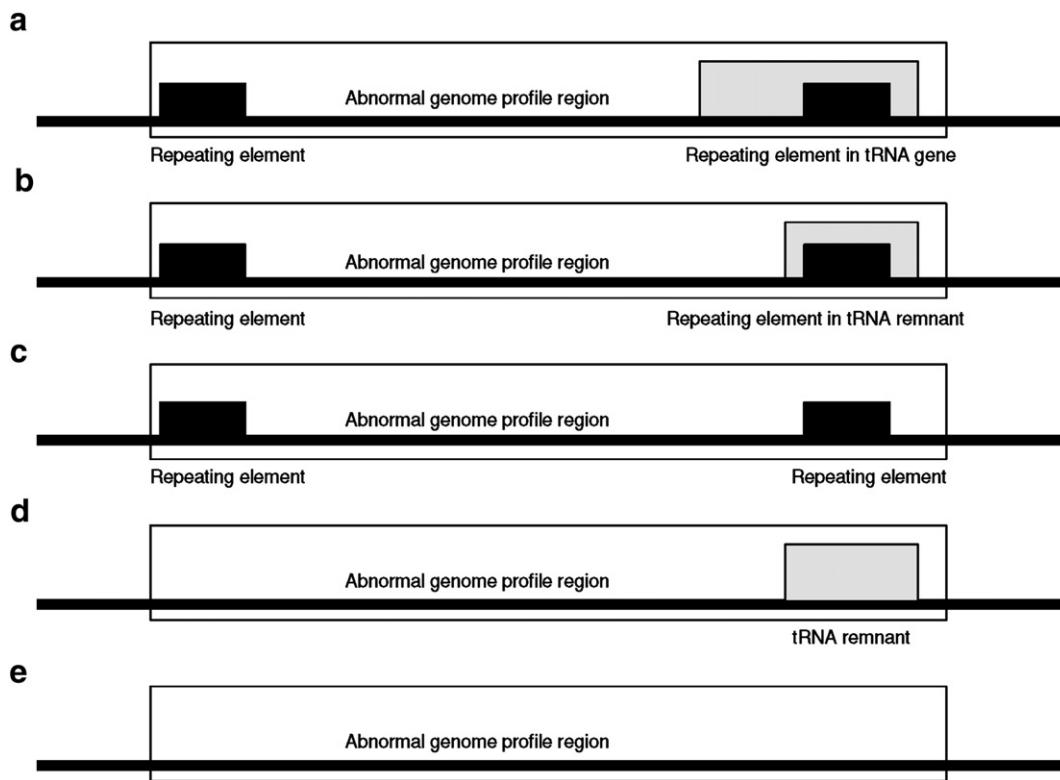 a
Abnormal genome profile region
Repeating element
Repeating element in tRNA gene
b
Abnormal genome profile region
Repeating element
Repeating element in tRNA remnant
c
Abnormal genome profile region
Repeating element
Repeating element
d
Abnormal genome profile region
tRNA remnant
e
Abnormal genome profile region